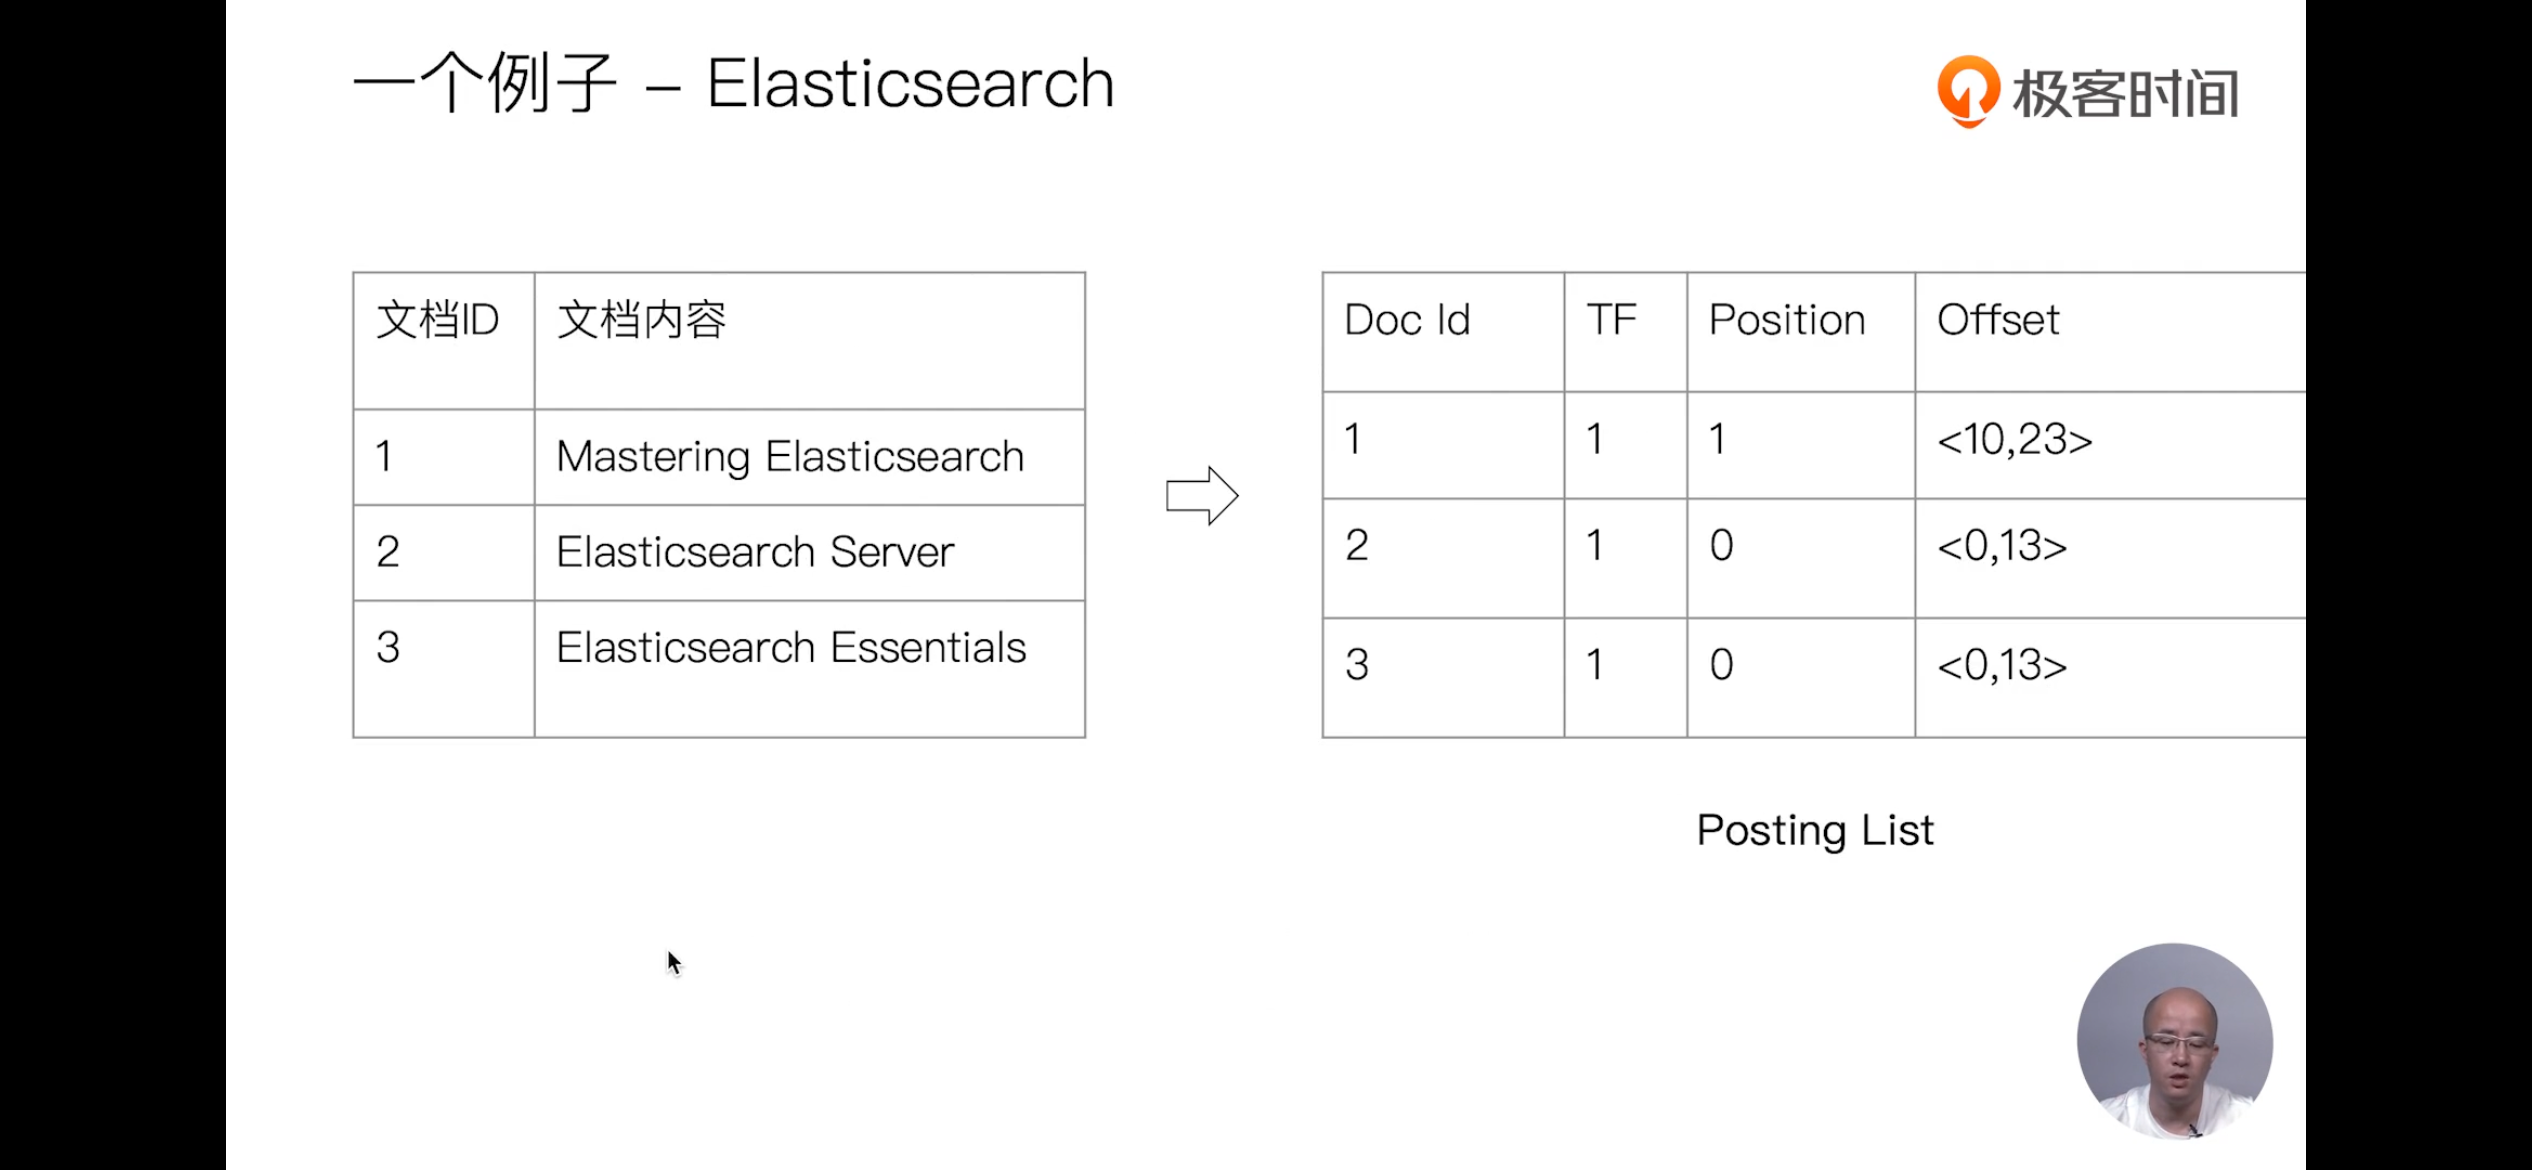 一个例子 – Elasticsearch
极客时间
文档ID 文档内容
1 Mastering Elasticsearch
2 Elasticsearch Server
3 Elasticsearch Essentials
Doc Id TF Position Offset
1 1 1 <10,23>
2 1 0 <0,13>
3 1 0 <0,13>
Posting List